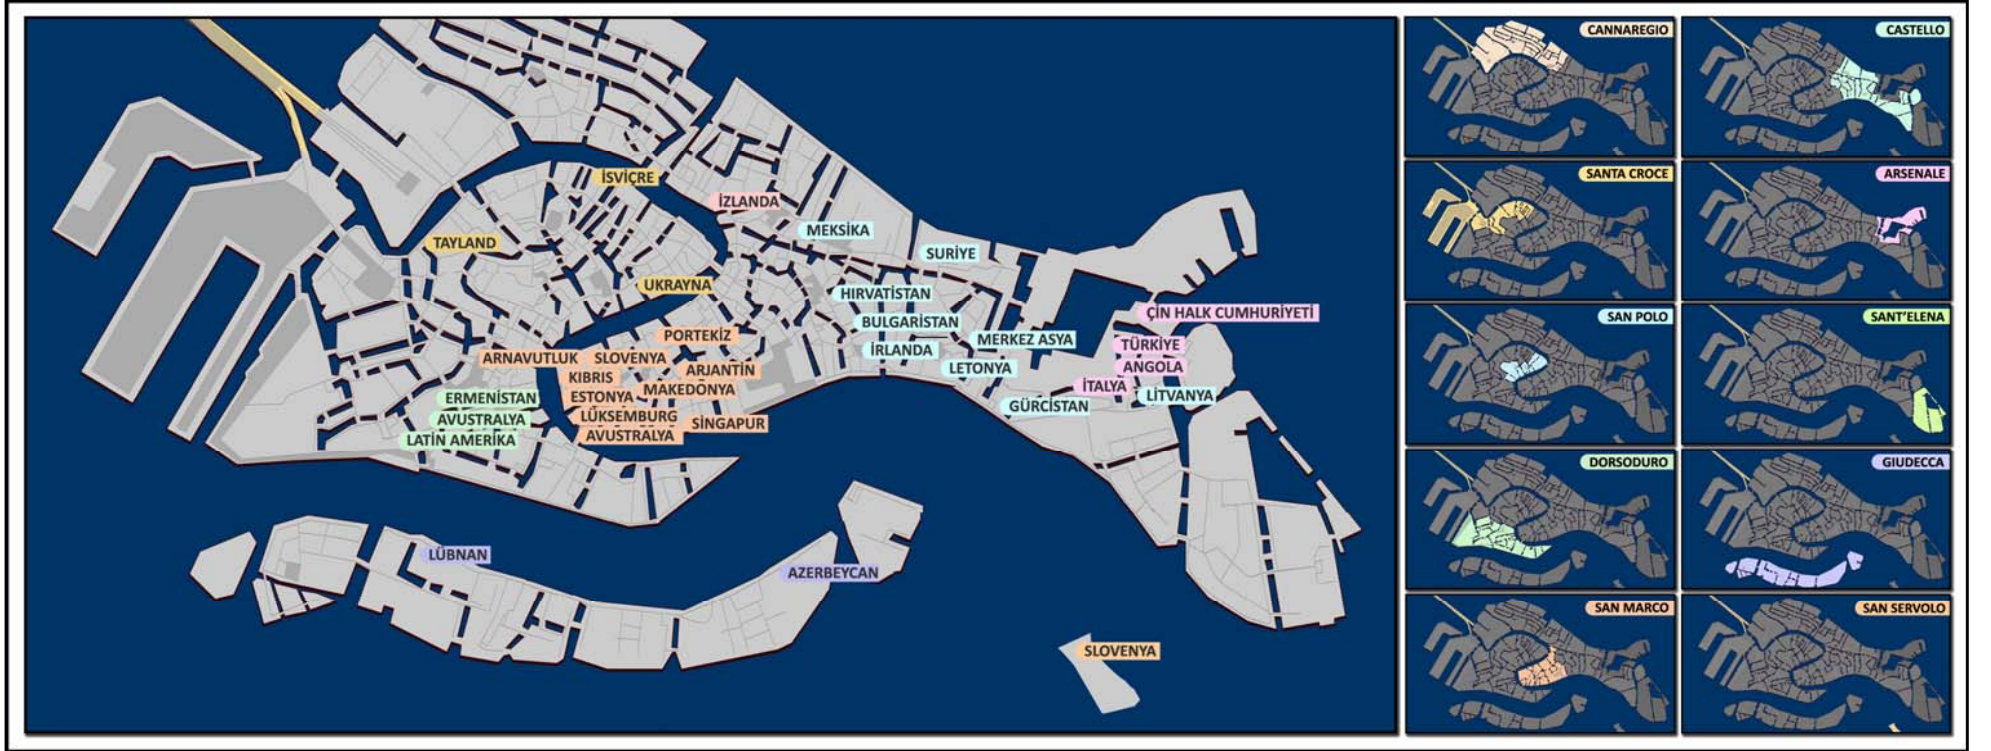 İSVİÇRE
İZLANDA
MEKSİKA
TAYLAND
SURİYE
UKRAYNA
HIRVATİSTAN
ÇİN HALK CUMHURİYETİ
BULGARİSTAN
PORTEKİZ
MERKEZ ASYA
TÜRKİYE
İRLANDA
ARNAVUTLUK
SLOVENYA
LETONYA
ANGOLA
ARJANTİN
KIBRIS
İTALYA
MAKEDONYA
LİTVANYA
ERMENİSTAN
ESTONYA
GÜRCİSTAN
LÜKSEMBURG
AVUSTRALYA
SİNGAPUR
AVUSTRALYA
LATİN AMERİKA
LÜBNAN
AZERBEYCAN
SLOVENYA
CANNAREGIO
CASTELLO
SANTA CROCE
ARSENALE
SAN POLO
SANT'ELENA
DORSODURO
GIUDECCA
SAN MARCO
SAN SERVOLO